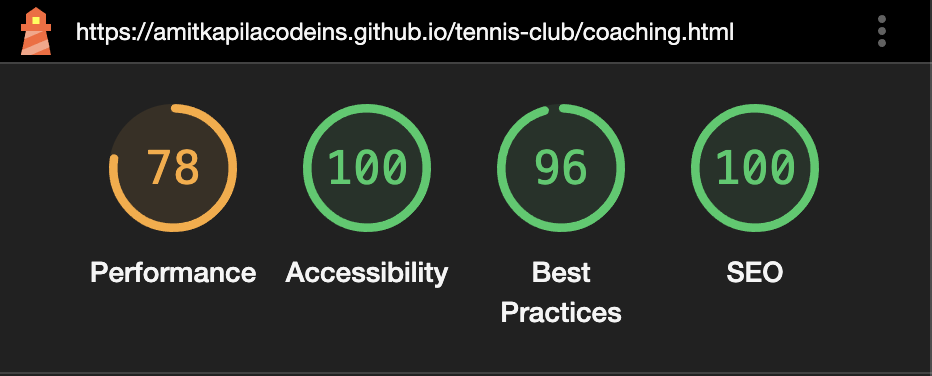 https://amitkapilacodeins.github.io/tennis-club/coaching.html
78
100
96
100
Performance
Accessibility
Best
Practices
SEO